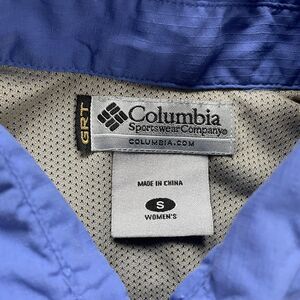 GRT
Columbia
Sportswear Company®
COLUMBIA.COM
MADE IN CHINA
S
WOMEN'S